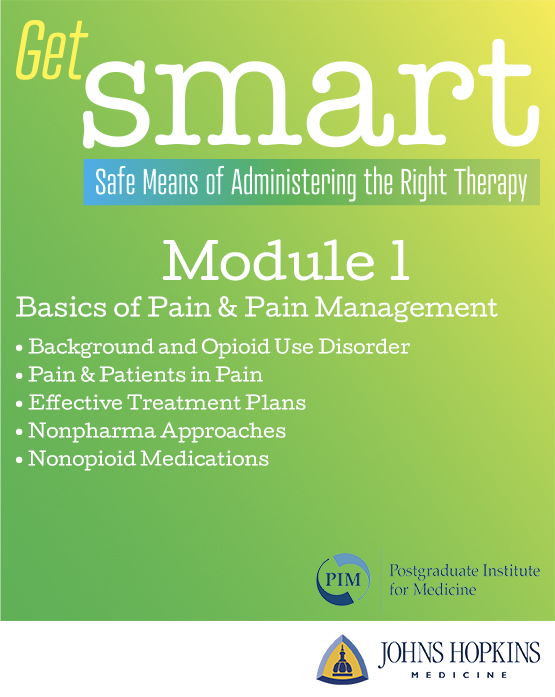 Get
smart
Safe Means of Administering the Right Therapy
Module 1
Basics of Pain & Pain Management
• Background and Opioid Use Disorder
• Pain & Patients in Pain
• Effective Treatment Plans
• Nonpharma Approaches
• Nonopioid Medications
PIM
Postgraduate Institute
for Medicine
JOHNS HOPKINS
MEDICINE